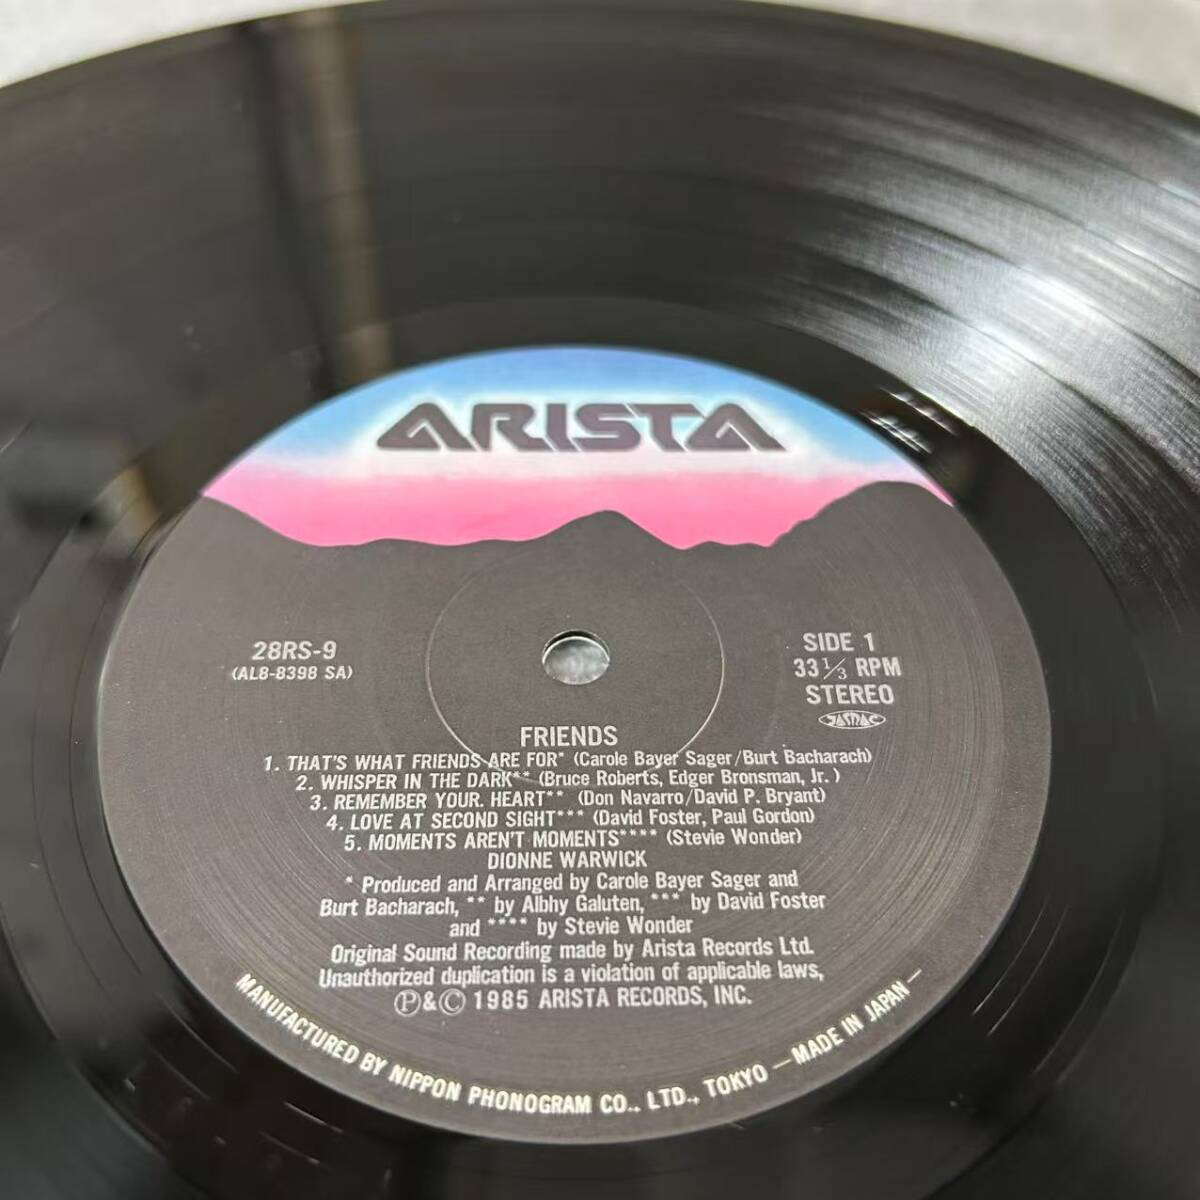 ARISTA
28RS-9
(AL8-8398 SA)
SIDE 1
33 1/3 RPM
STEREO
JASRAC
FRIENDS
1. THAT'S WHAT FRIENDS ARE FOR* (Carole Bayer Sager/Burt Bacharach)
2. WHISPER IN THE DARK** (Bruce Roberts, Edger Bronsman, Jr.)
3. REMEMBER YOUR. HEART** (Don Navarro/David P. Bryant)
4. LOVE AT SECOND SIGHT*** (David Foster, Paul Gordon)
5. MOMENTS AREN'T MOMENTS**** (Stevie Wonder)
DIONNE WARWICK
* Produced and Arranged by Carole Bayer Sager and
Burt Bacharach, ** by Albhy Galuten, *** by David Foster
and **** by Stevie Wonder
Original Sound Recording made by Arista Records Ltd.
Unauthorized duplication is a violation of applicable laws,
Ⓟ&Ⓒ 1985 ARISTA RECORDS, INC.
MANUFACTURED BY NIPPON PHONOGRAM CO., LTD., TOKYO —MADE IN JAPAN—